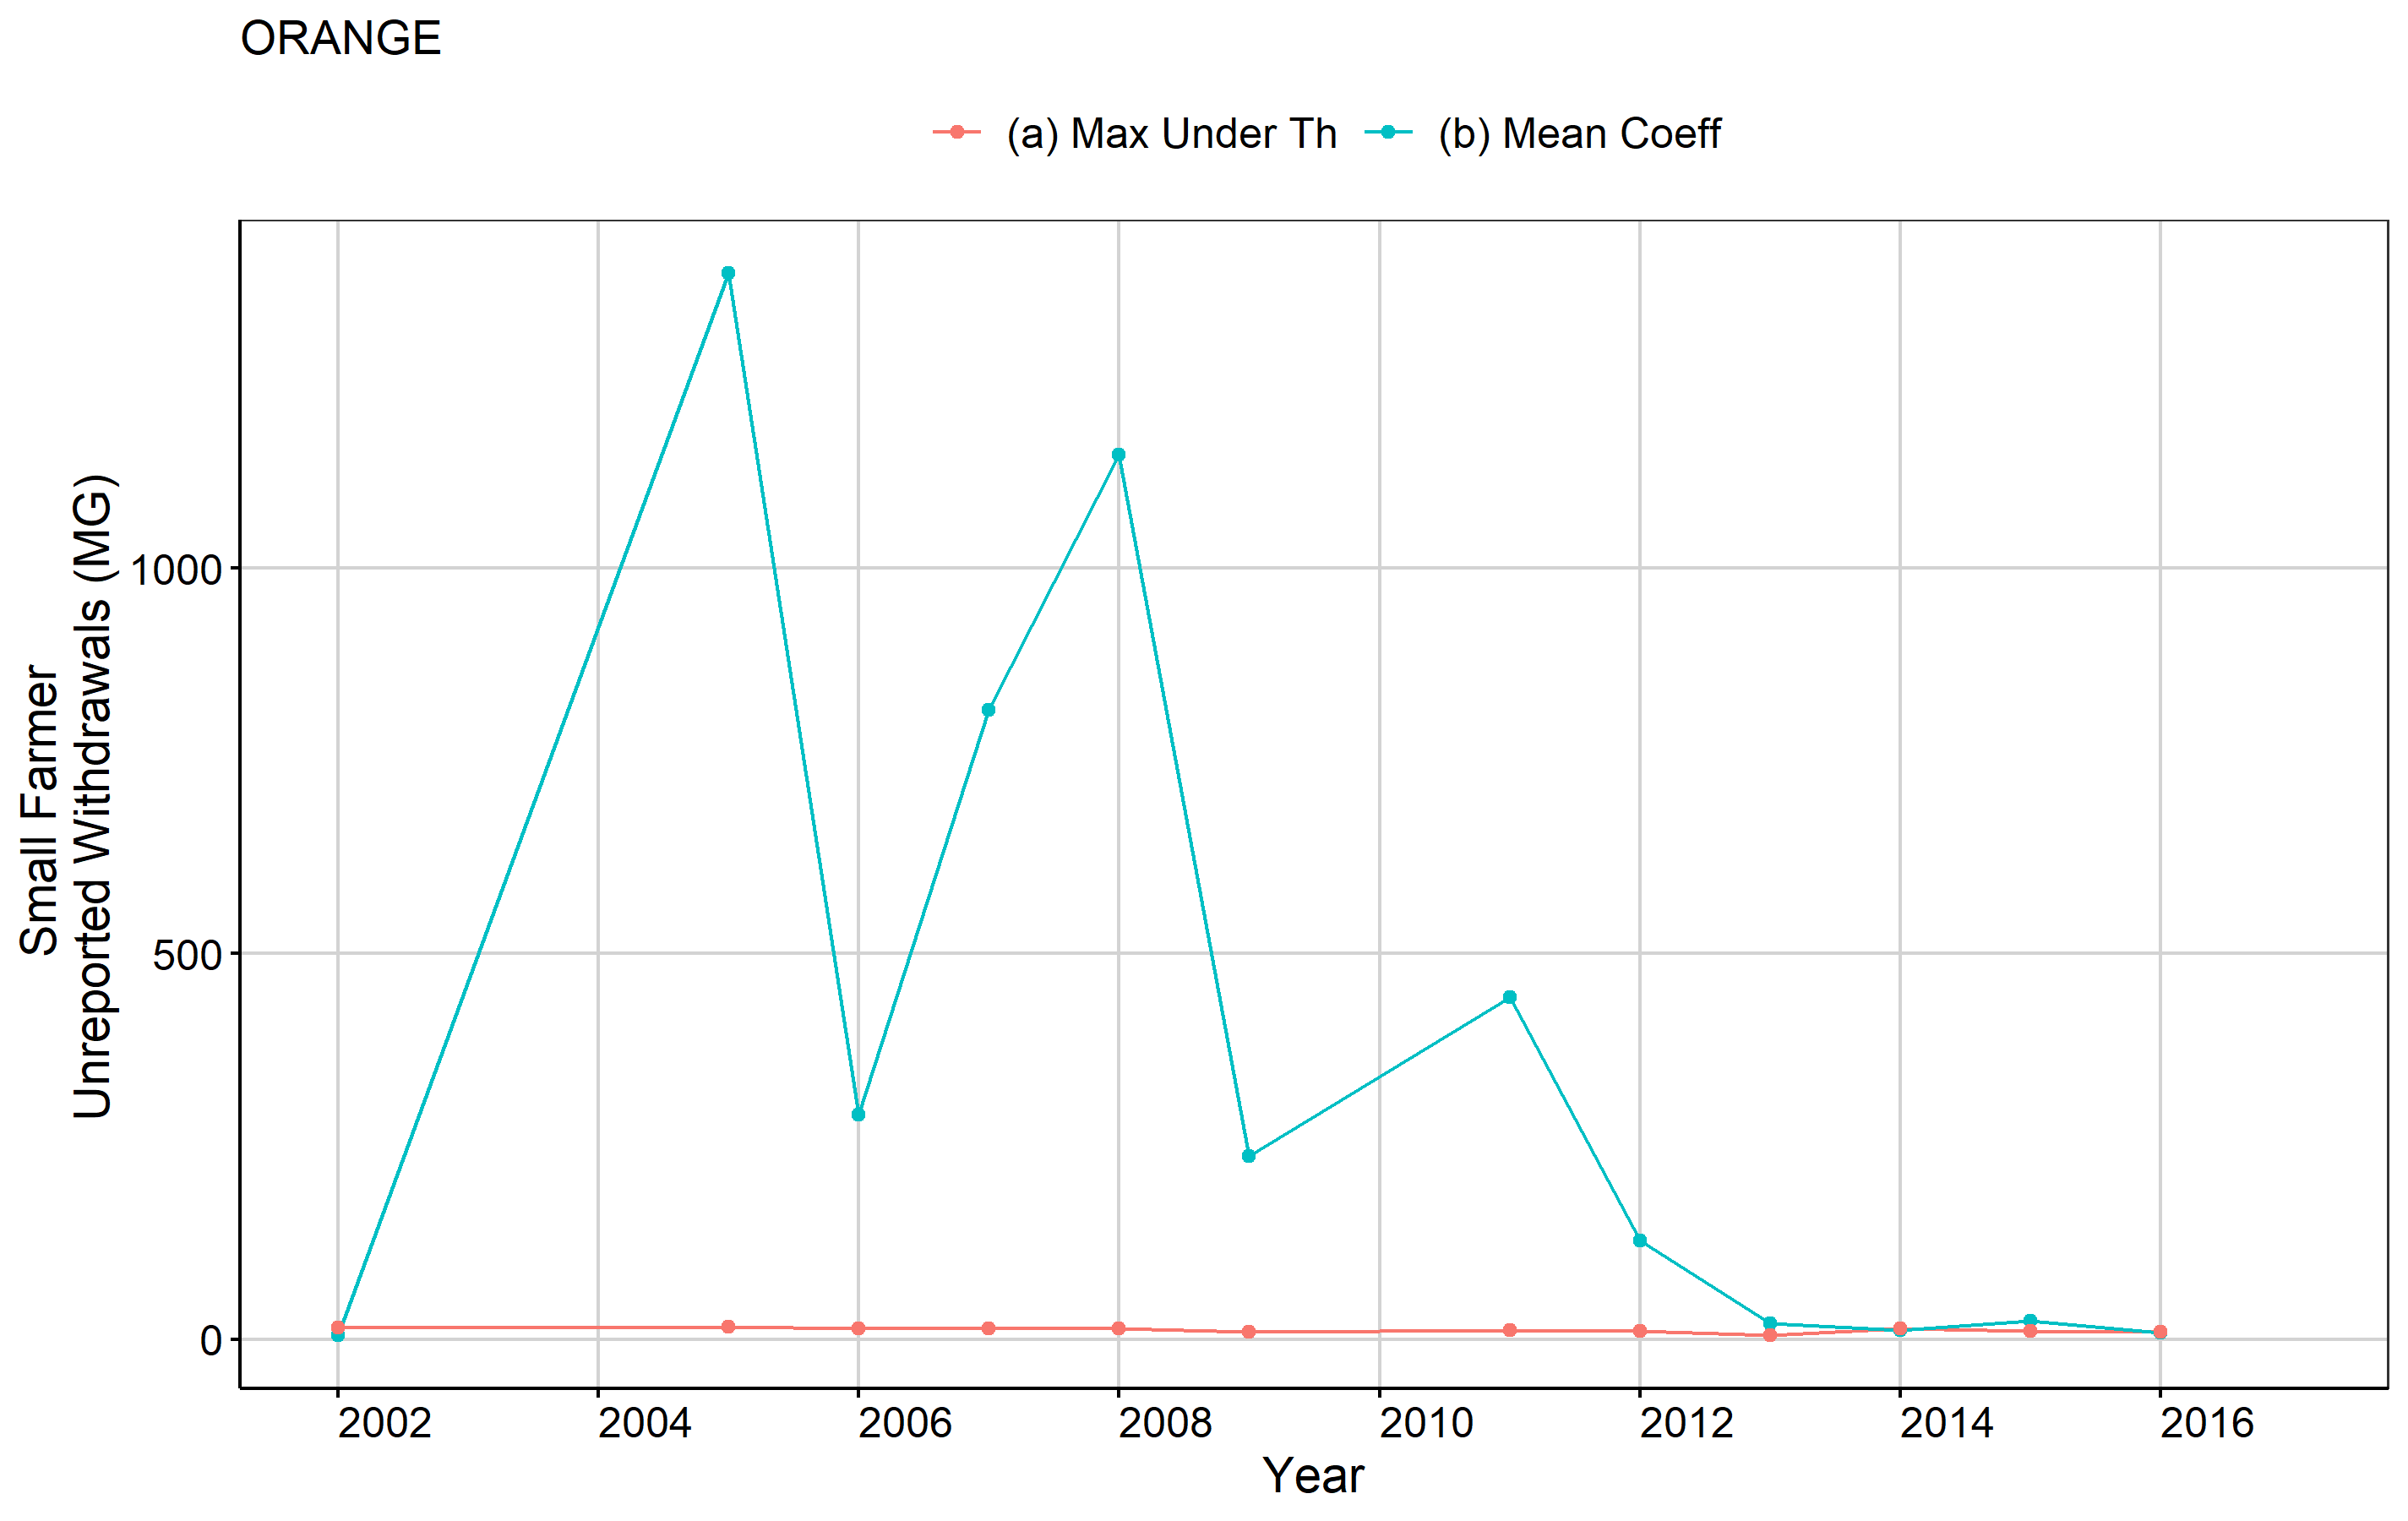 ORANGE
(a) Max Under Th
(b) Mean Coeff
Small Farmer
Unreported Withdrawals (MG)
1000
500
0
2002
2004
2006
2008
2010
2012
2014
2016
Year